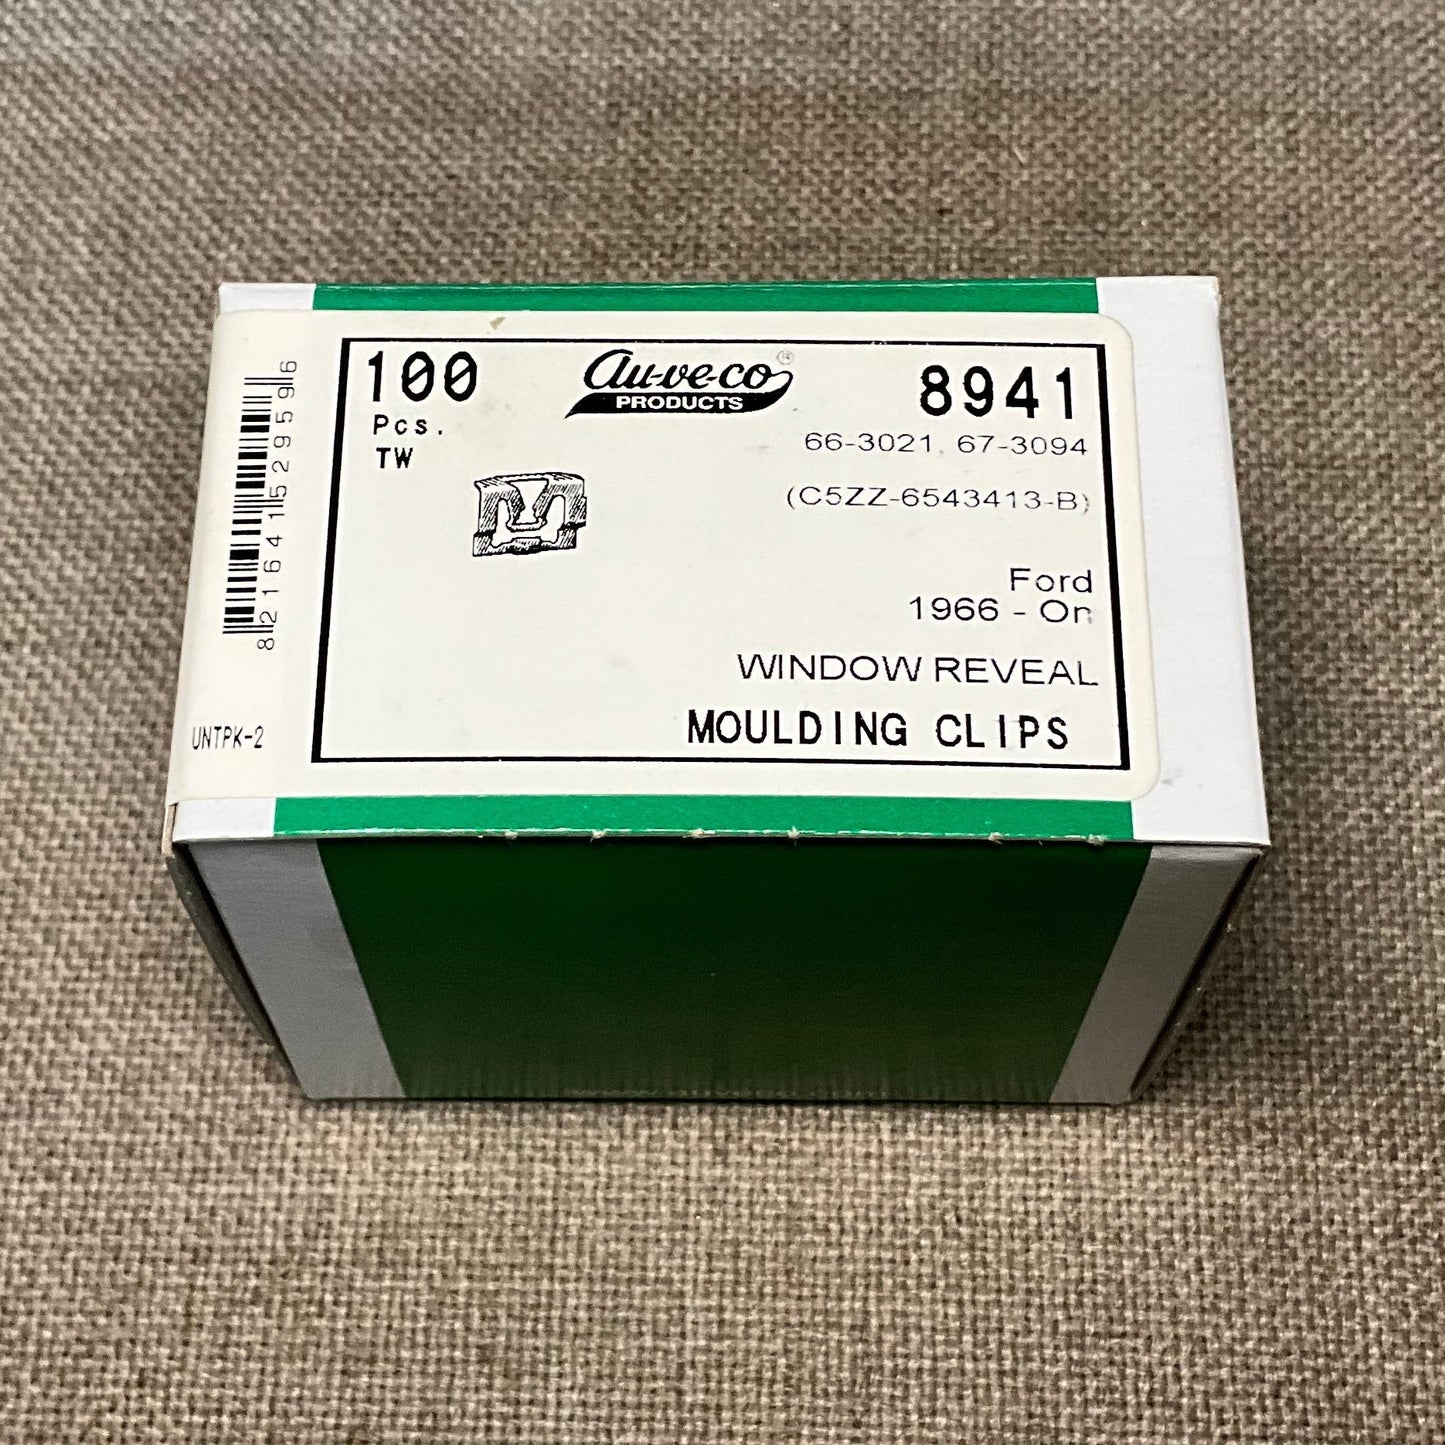 100
Pcs.
TW
au-ve-co®
PRODUCTS
8941
66-3021, 67-3094
(C5ZZ-6543413-B)
Ford
1966 - On
WINDOW REVEAL
MOULDING CLIPS
8 21641 52959 6
UNTPK-2